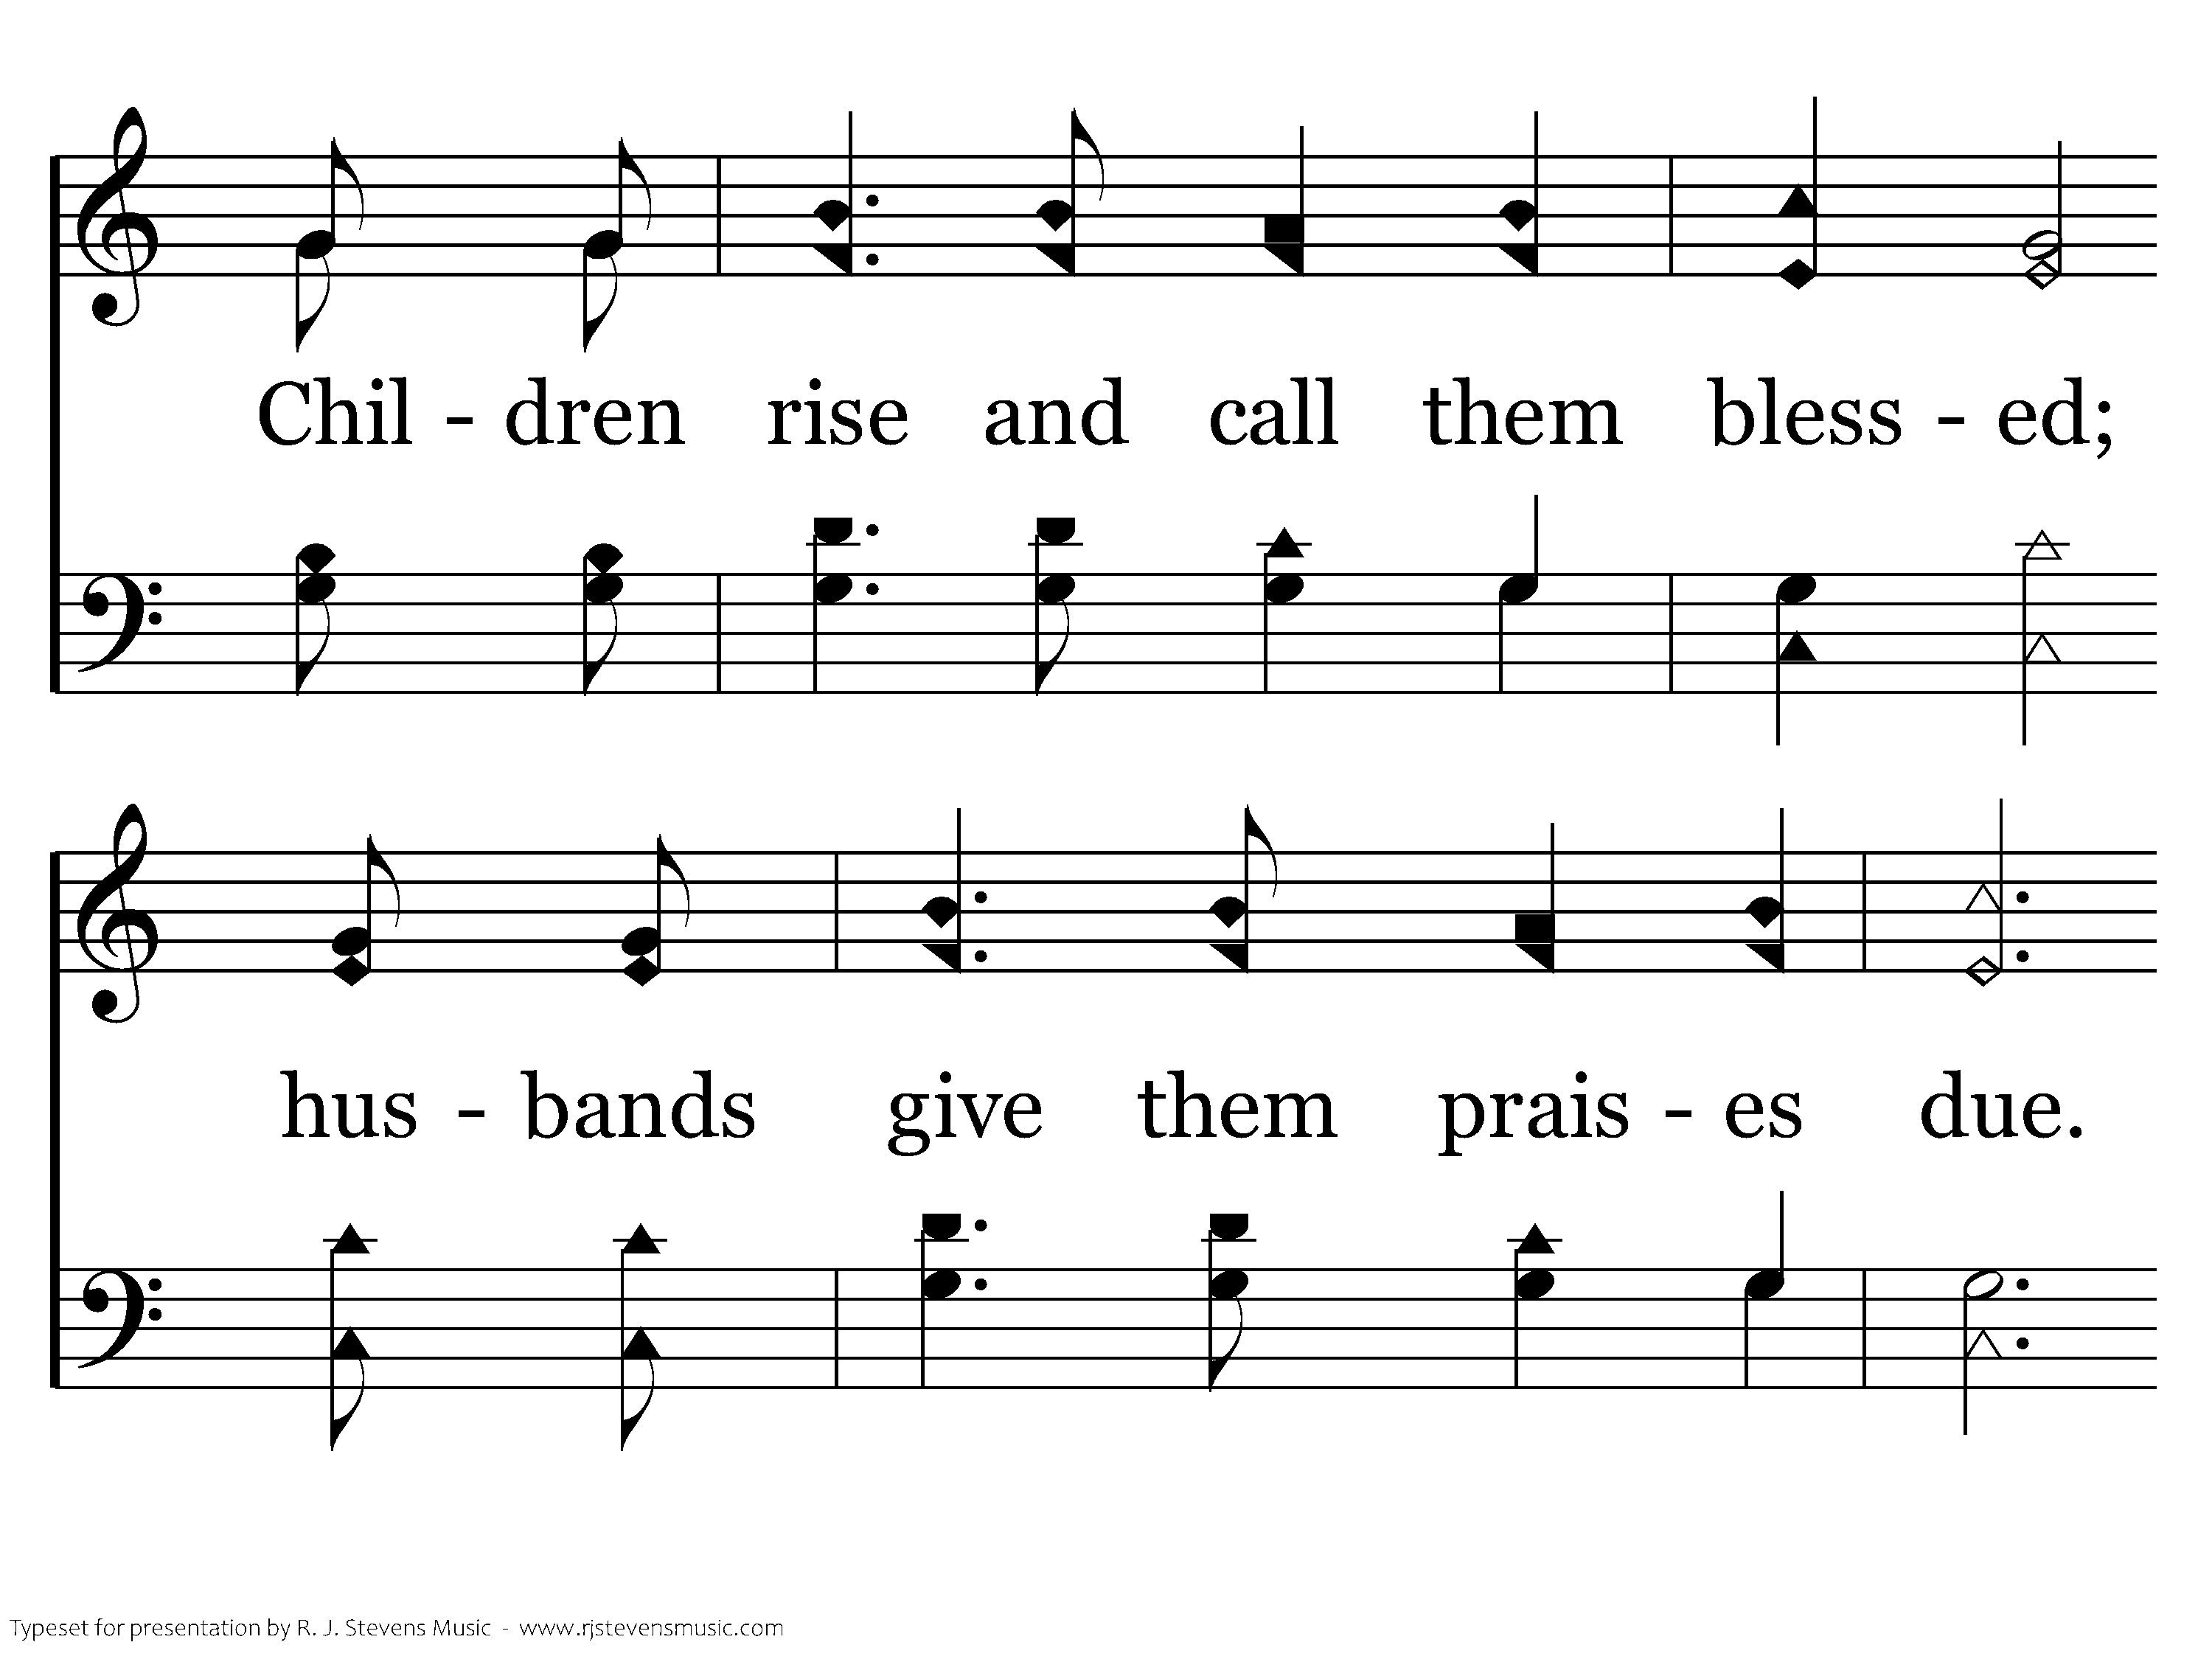 Chil - dren rise and call them bless - ed;
hus - bands give them prais - es due.
Typeset for presentation by R. J. Stevens Music - www.rjstevensmusic.com